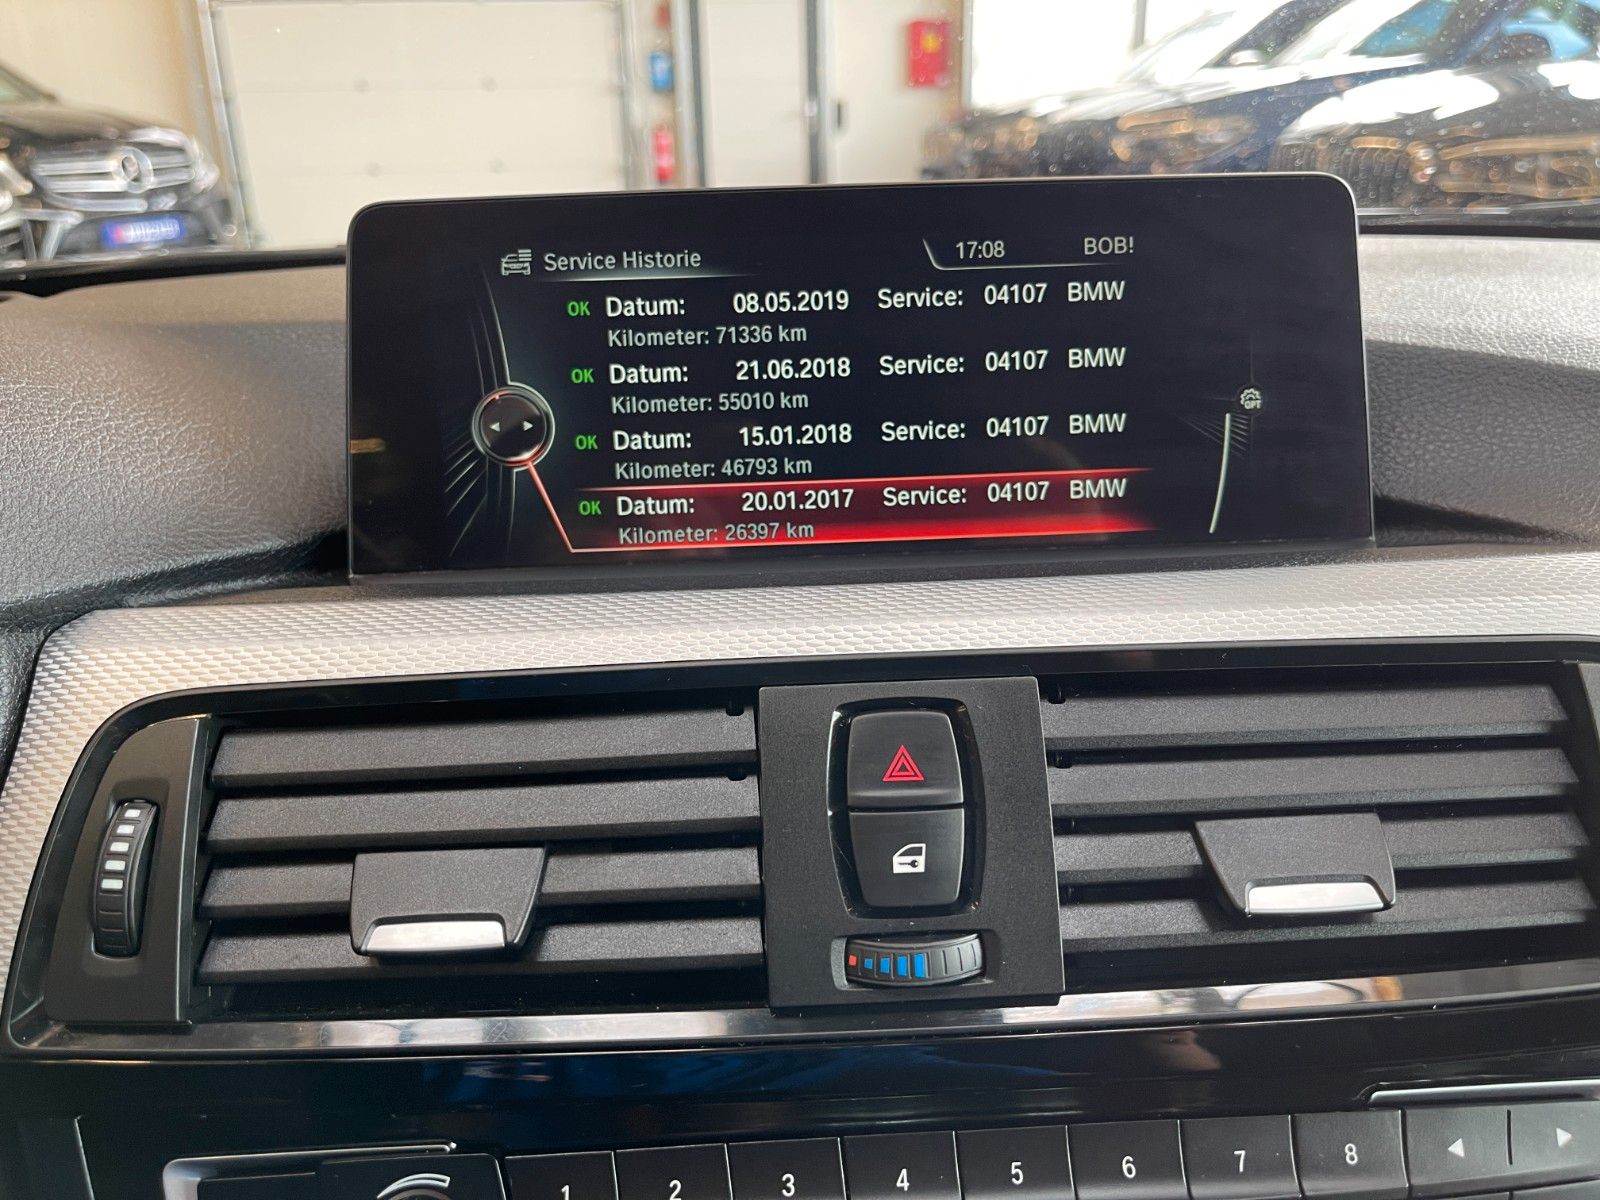 Service Historie 17:08 BOB!
OK Datum: 08.05.2019 Service: 04107 BMW
Kilometer: 71336 km
OK Datum: 21.06.2018 Service: 04107 BMW
Kilometer: 55010 km
OK Datum: 15.01.2018 Service: 04107 BMW
Kilometer: 46793 km
OK Datum: 20.01.2017 Service: 04107 BMW
Kilometer: 26397 km
OPT
1 2 3 4 5 6 7 8